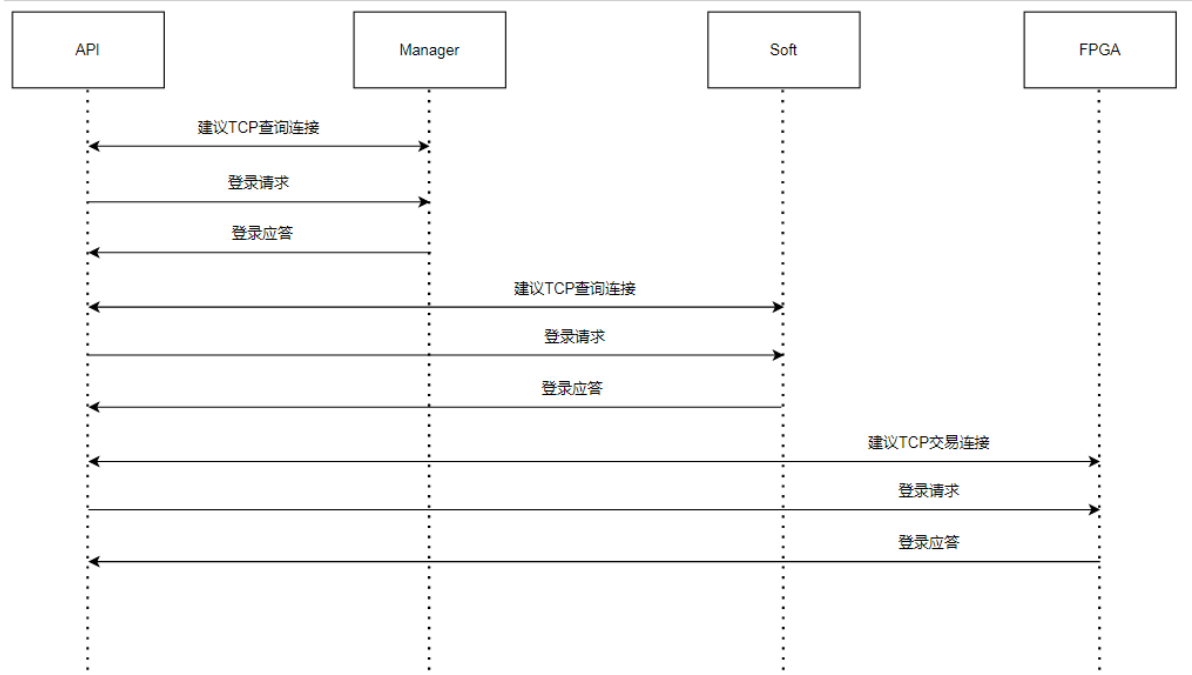 API
Manager
Soft
FPGA
建议TCP查询连接
登录请求
登录应答
建议TCP查询连接
登录请求
登录应答
建议TCP交易连接
登录请求
登录应答